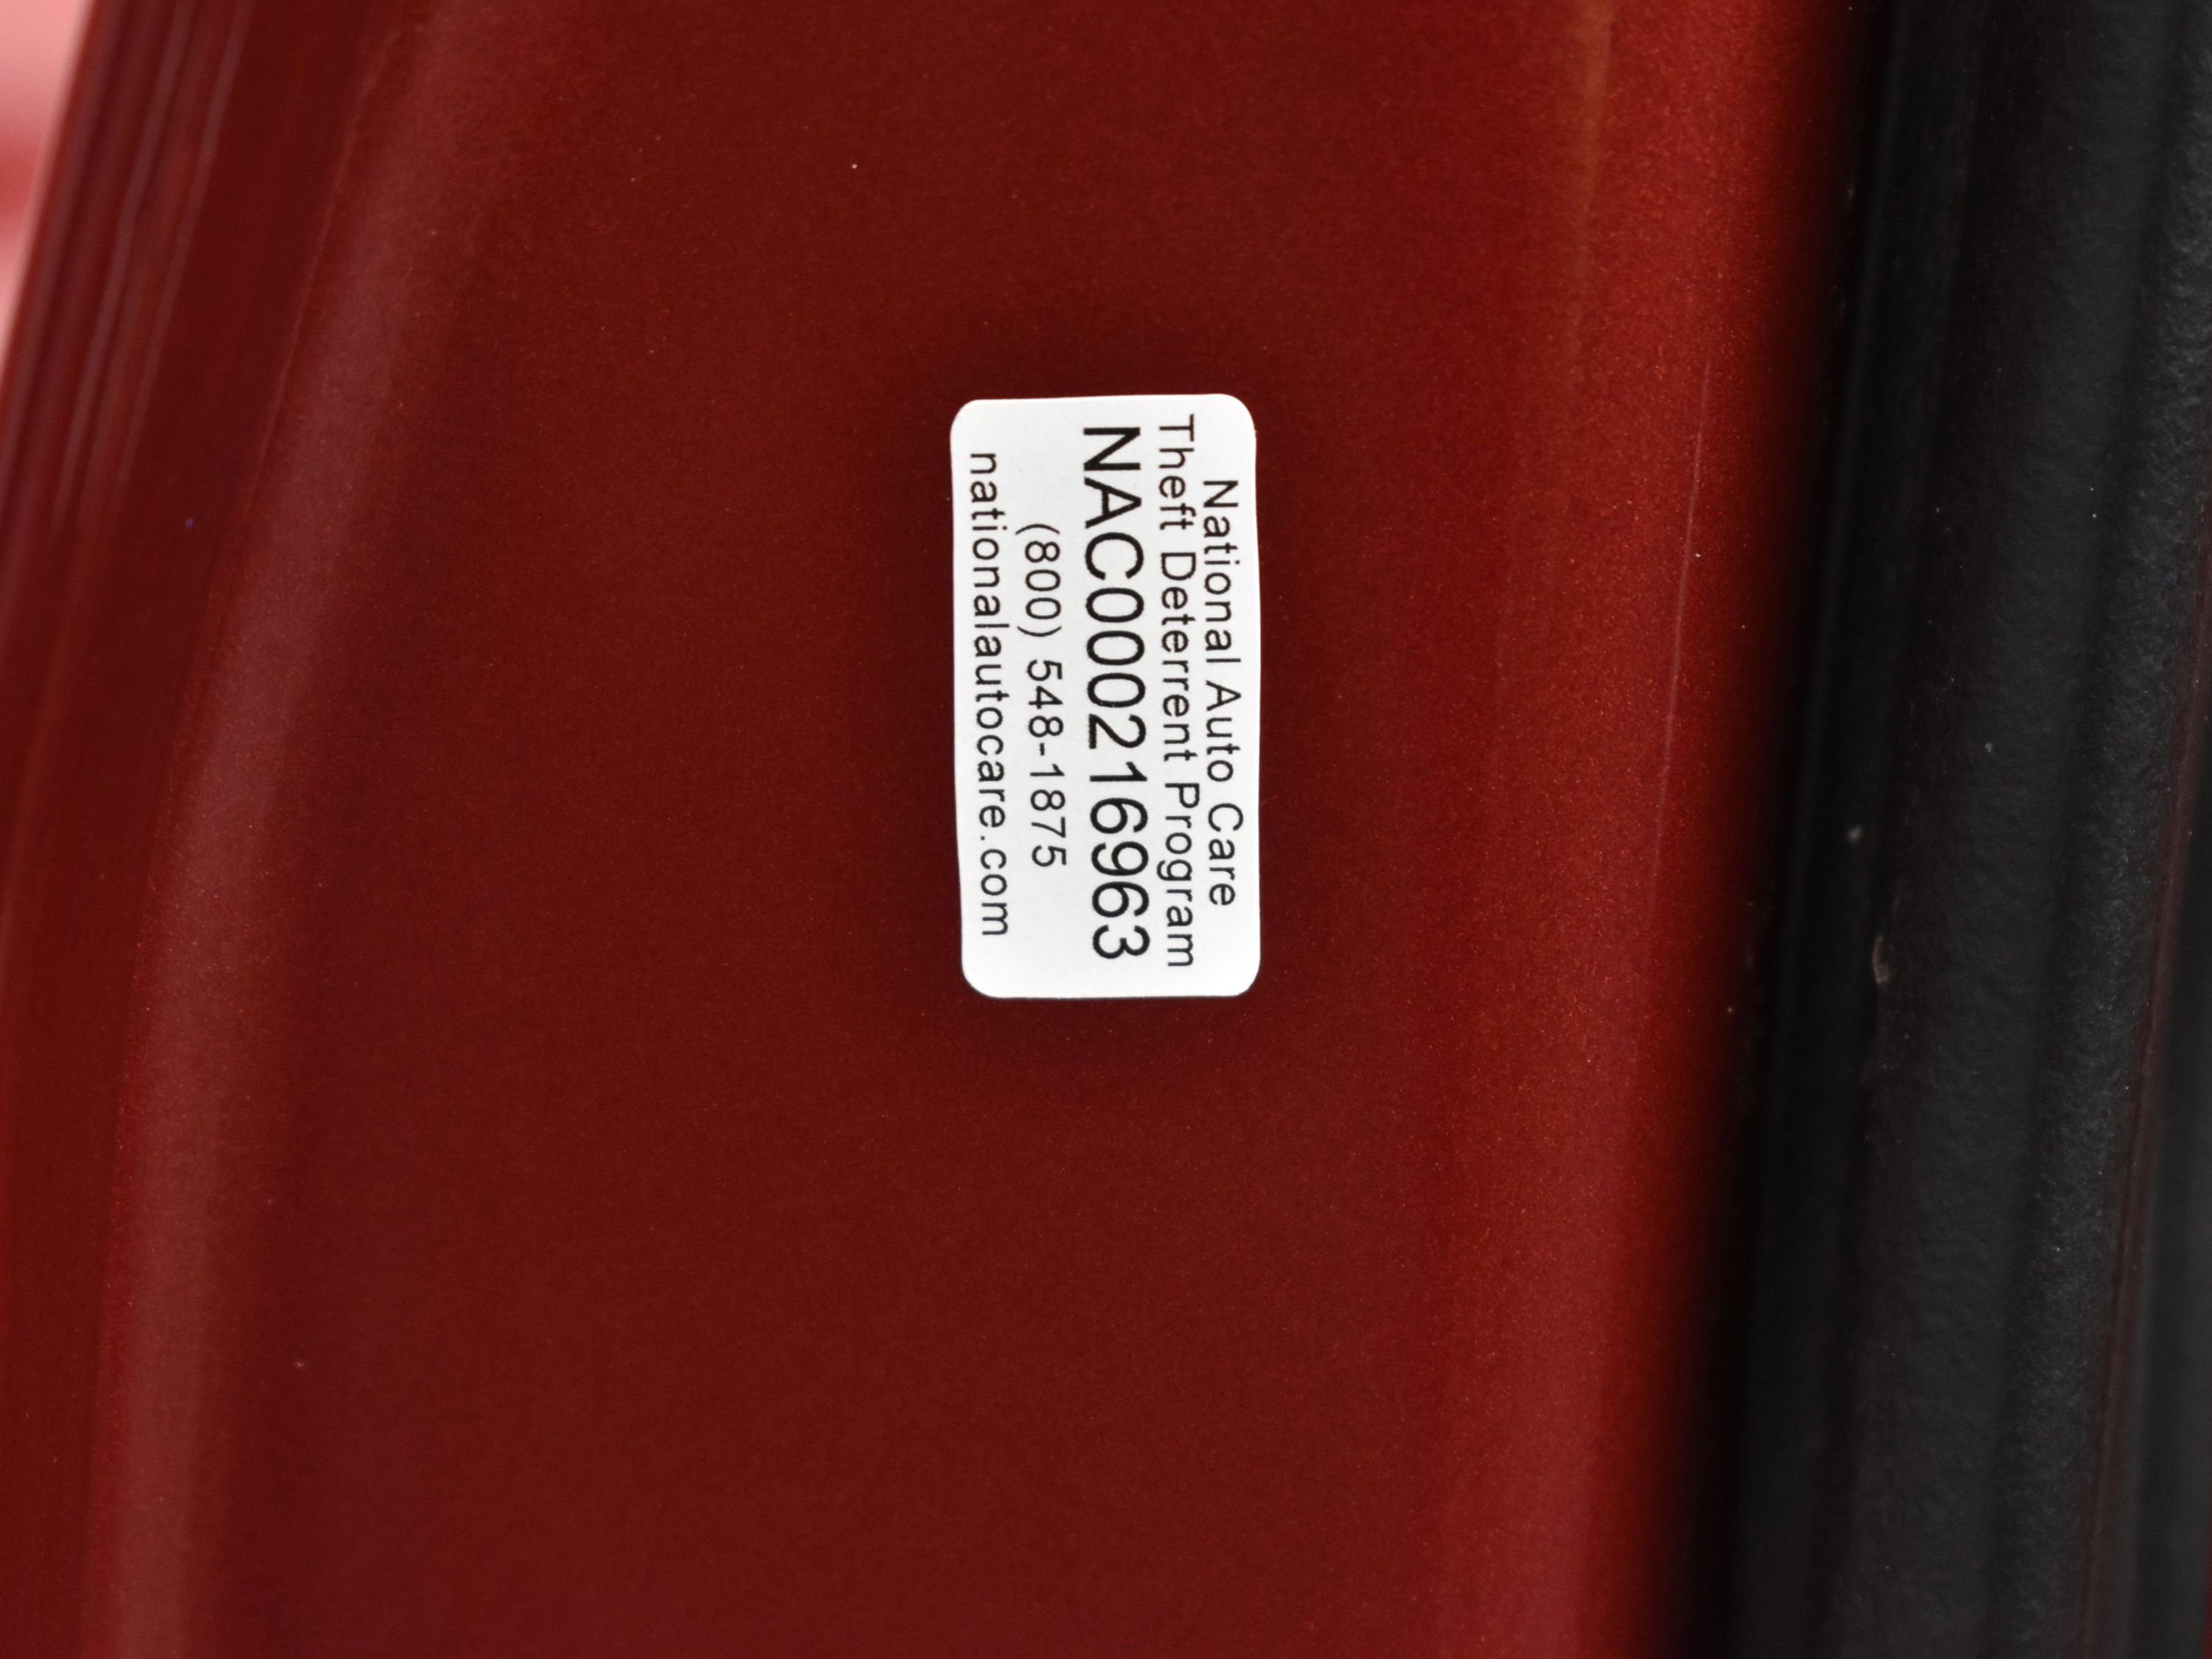 National Auto Care
Theft Deterrent Program
NAC000216963
(800) 548-1875
nationalautocare.com